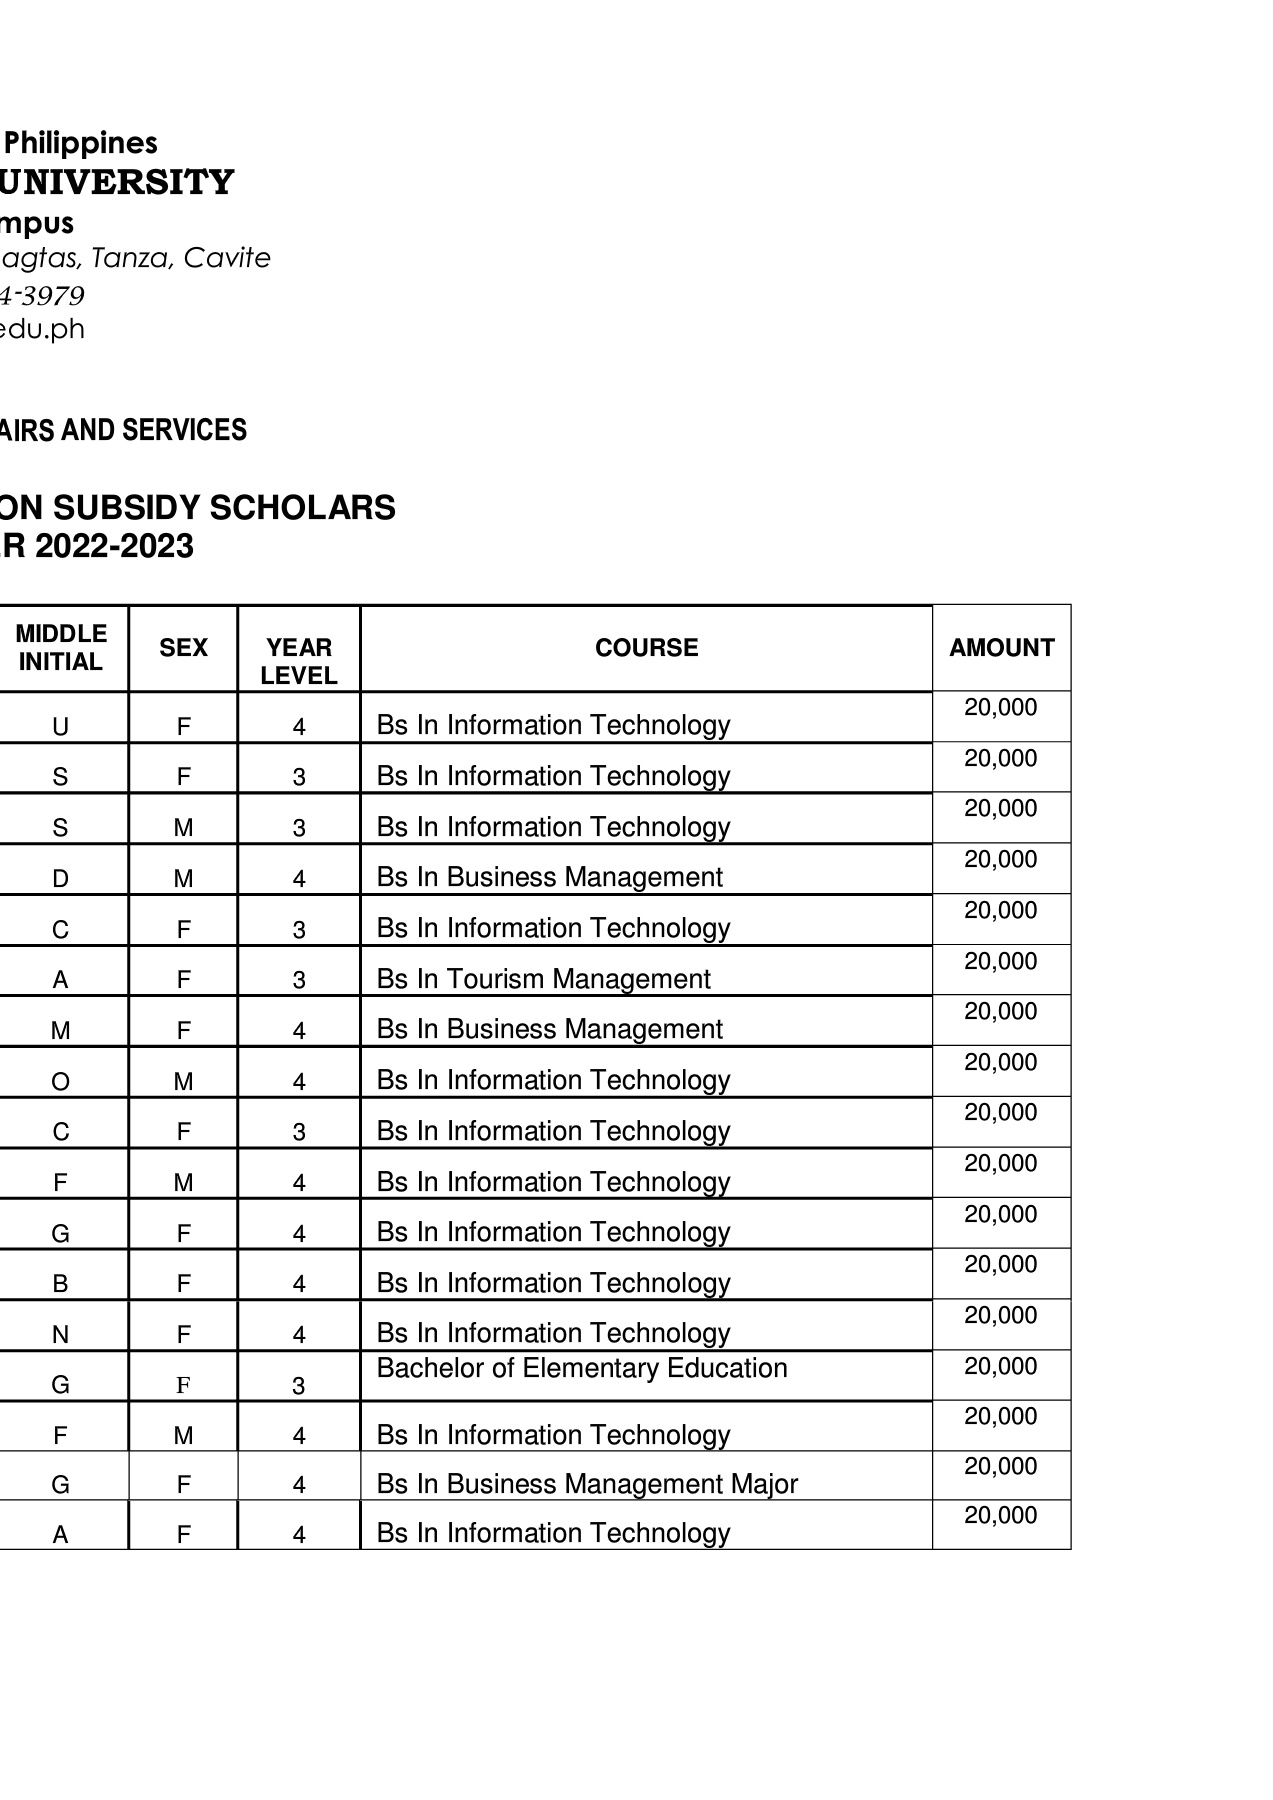 Philippines
UNIVERSITY
mpus
agtas, Tanza, Cavite
4-3979
edu.ph
AIRS AND SERVICES
ON SUBSIDY SCHOLARS
R 2022-2023
MIDDLE INITIAL SEX YEAR LEVEL COURSE AMOUNT
U F 4 Bs In Information Technology 20,000
S F 3 Bs In Information Technology 20,000
S M 3 Bs In Information Technology 20,000
D M 4 Bs In Business Management 20,000
C F 3 Bs In Information Technology 20,000
A F 3 Bs In Tourism Management 20,000
M F 4 Bs In Business Management 20,000
O M 4 Bs In Information Technology 20,000
C F 3 Bs In Information Technology 20,000
F M 4 Bs In Information Technology 20,000
G F 4 Bs In Information Technology 20,000
B F 4 Bs In Information Technology 20,000
N F 4 Bs In Information Technology 20,000
G F 3 Bachelor of Elementary Education 20,000
F M 4 Bs In Information Technology 20,000
G F 4 Bs In Business Management Major 20,000
A F 4 Bs In Information Technology 20,000